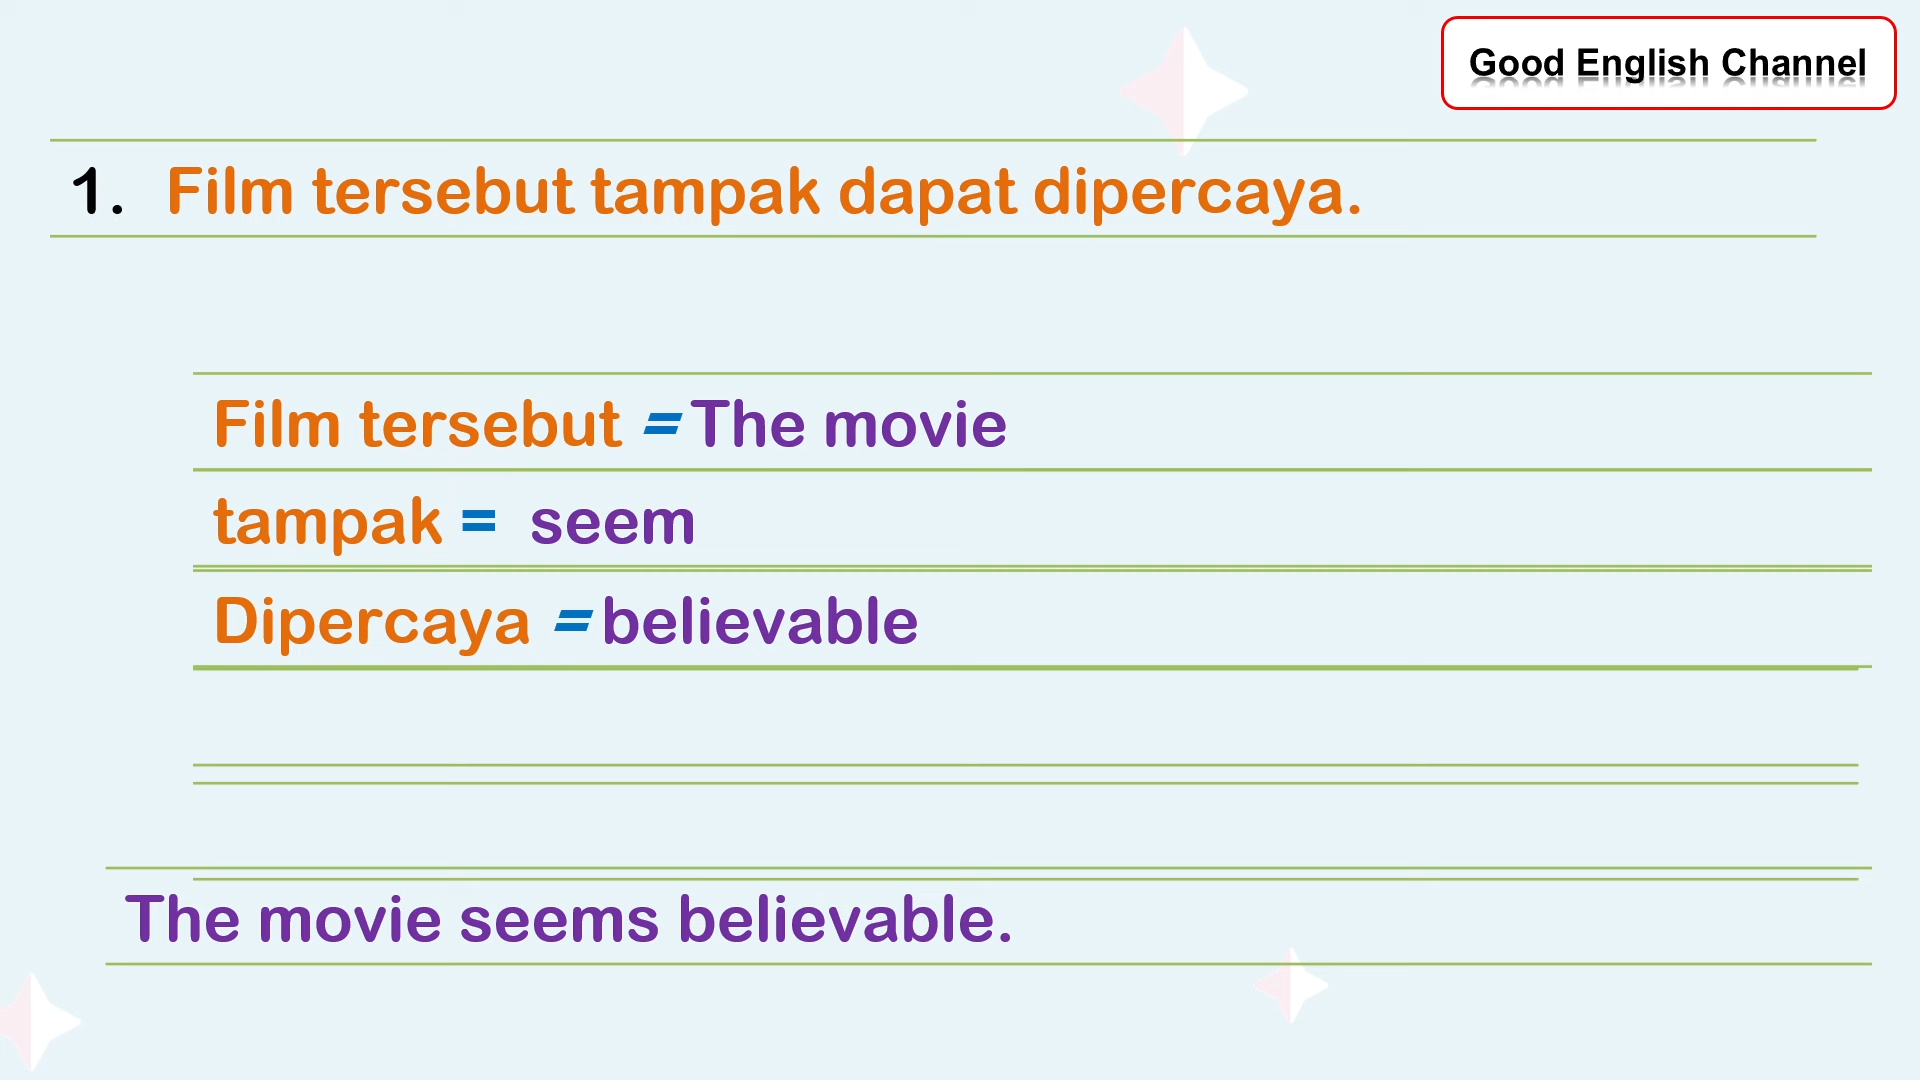 Good English Channel
1. Film tersebut tampak dapat dipercaya.
Film tersebut = The movie
tampak = seem
Dipercaya = believable
The movie seems believable.